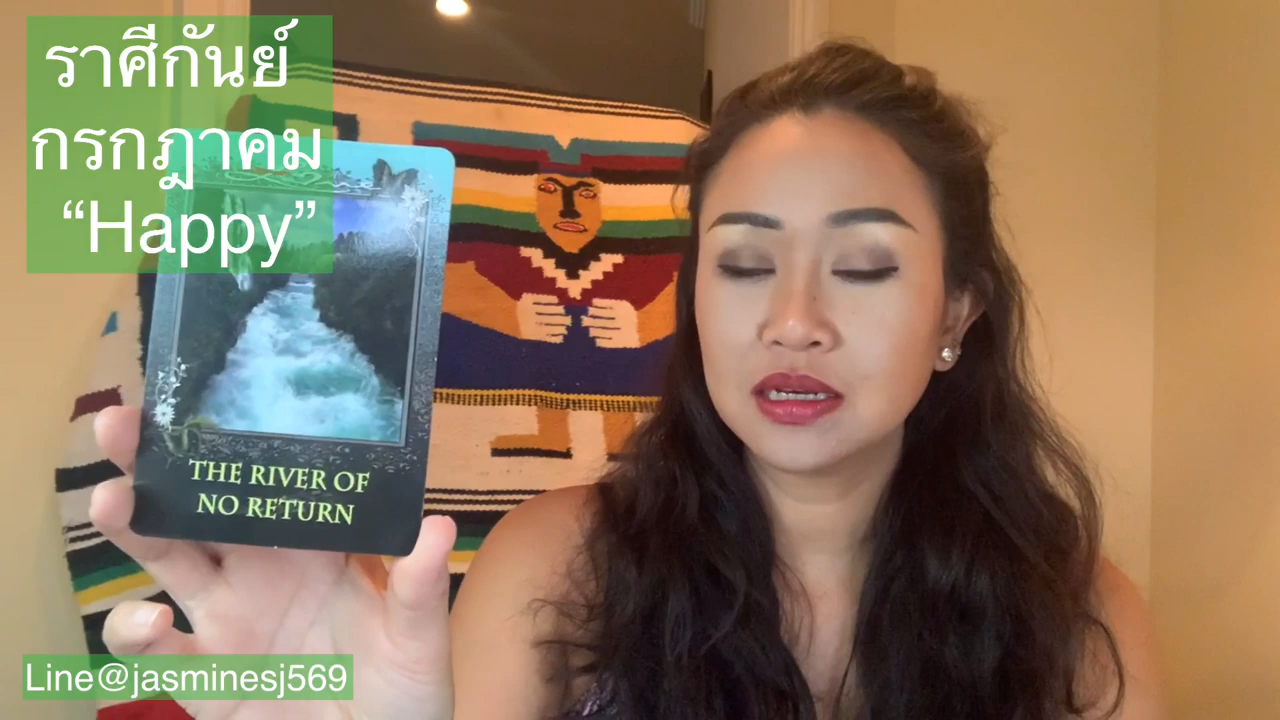 ราศีกันย์
กรกฎาคม
“Happy”
THE RIVER OF
NO RETURN
Line@jasminesj569